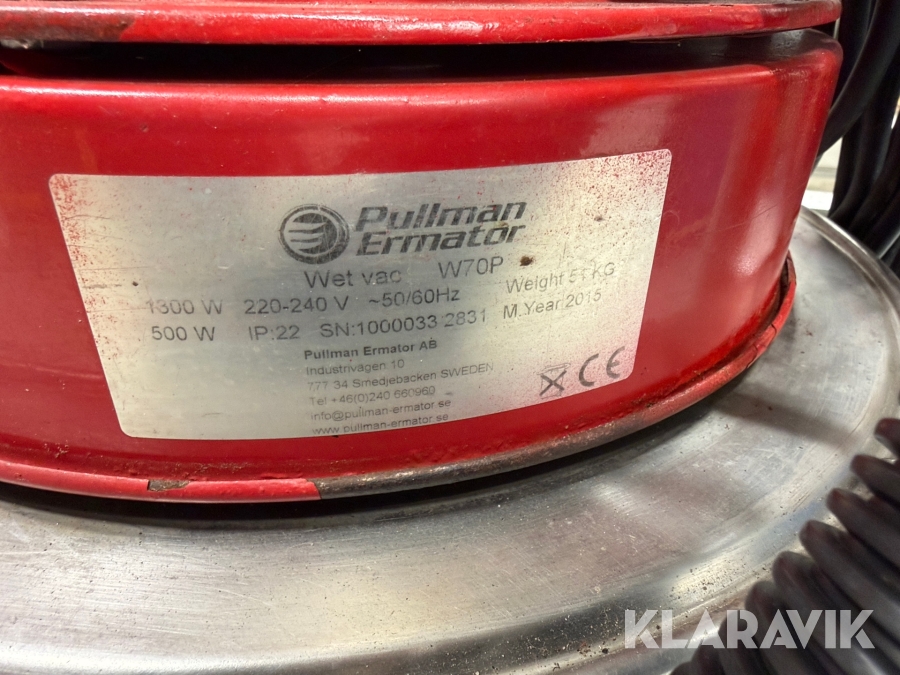 Pullman
Ermator
Wet vac W70P
1300 W 220-240 V ~50/60Hz Weight 51 KG
500 W IP:22 SN:1000033 2831 M.Year 2015
Pullman Ermator AB
Industrivägen 10
777 34 Smedjebacken SWEDEN
Tel +46(0)240 660960
info@pullman-ermator.se
www.pullman-ermator.se
CE
KLARAVIK